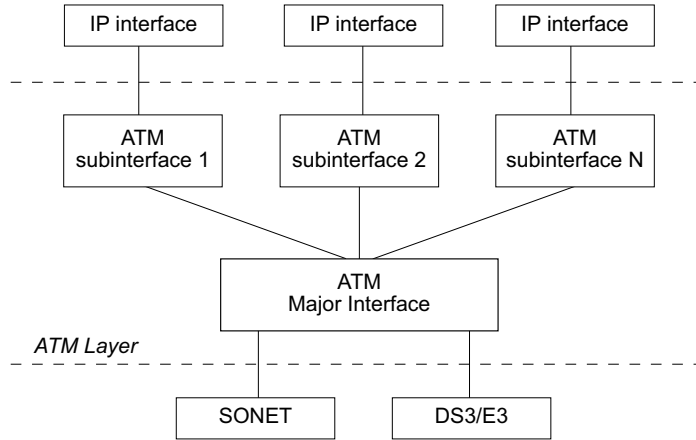 IP interface
IP interface
IP interface
ATM
subinterface 1
ATM
subinterface 2
ATM
subinterface N
ATM
Major Interface
ATM Layer
SONET
DS3/E3